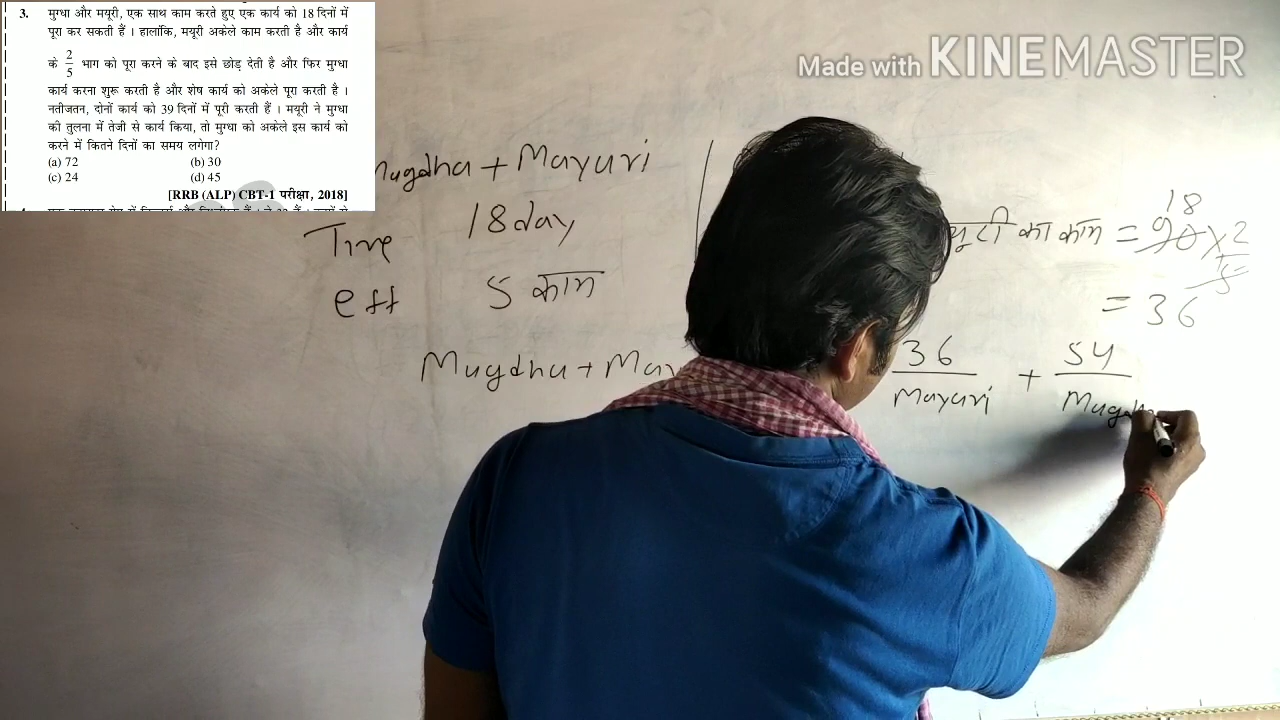 3. मुग्धा और मयूरी, एक साथ काम करते हुए एक कार्य को 18 दिनों में
पूरा कर सकती हैं । हालांकि, मयूरी अकेले काम करती है और कार्य
के 2/5 भाग को पूरा करने के बाद इसे छोड़ देती है और फिर मुग्धा
कार्य करना शुरू करती है और शेष कार्य को अकेले पूरा करती है ।
नतीजतन, दोनों कार्य को 39 दिनों में पूरी करती हैं । मयूरी ने मुग्धा
की तुलना में तेजी से कार्य किया, तो मुग्धा को अकेले इस कार्य को
करने में कितने दिनों का समय लगेगा?
(a) 72 (b) 30
(c) 24 (d) 45
[RRB (ALP) CBT-1 परीक्षा, 2018]
Made with KINEMASTER
Mugdha + Mayuri
Time 18 day
eff 5 काम
Mugdha + May
का काम = 90 × 2/5
18
= 36
36/Mayuri + 54/Mugdh